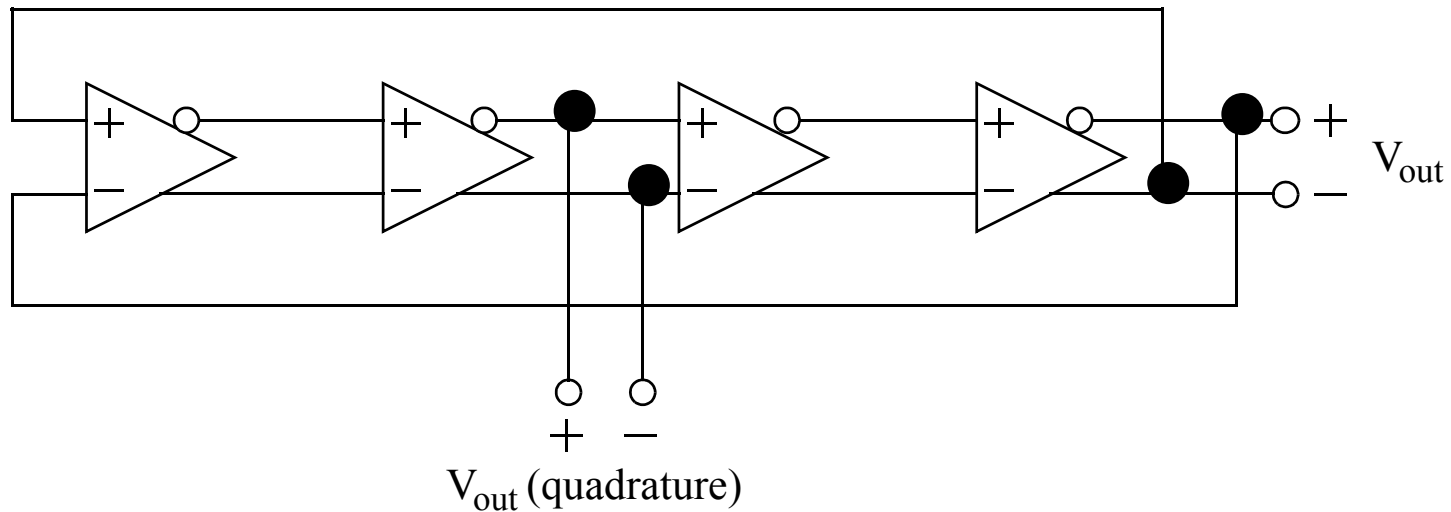 + + + + +
V_out
− − − − −
+ −
V_out (quadrature)